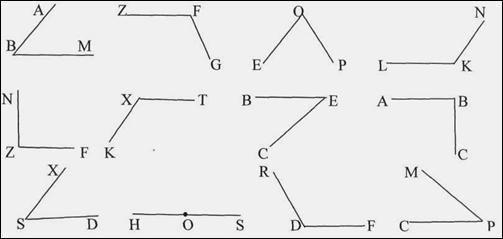 A
B M
Z F
G
O
E P
N
L K
N
Z F
X T
K
B E
C
A B
C
X
S D
H O S
R
D F
M
C P